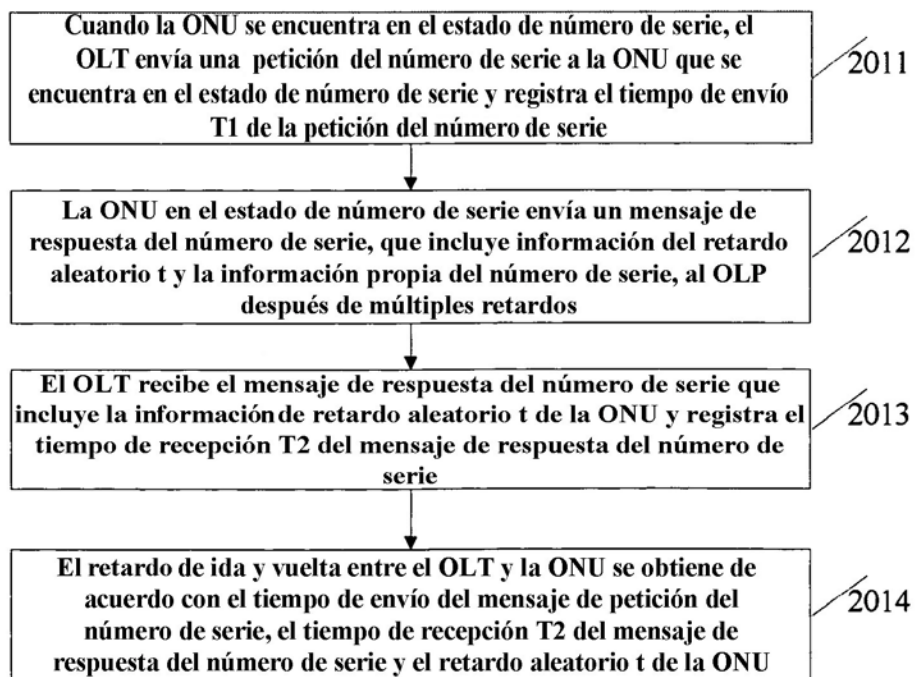 Cuando la ONU se encuentra en el estado de número de serie, el
OLT envía una petición del número de serie a la ONU que se
encuentra en el estado de número de serie y registra el tiempo de envío
T1 de la petición del número de serie
2011
La ONU en el estado de número de serie envía un mensaje de
respuesta del número de serie, que incluye información del retardo
aleatorio t y la información propia del número de serie, al OLP
después de múltiples retardos
2012
El OLT recibe el mensaje de respuesta del número de serie que
incluye la información de retardo aleatorio t de la ONU y registra el
tiempo de recepción T2 del mensaje de respuesta del número de
serie
2013
El retardo de ida y vuelta entre el OLT y la ONU se obtiene de
acuerdo con el tiempo de envío del mensaje de petición del
número de serie, el tiempo de recepción T2 del mensaje de
respuesta del número de serie y el retardo aleatorio t de la ONU
2014